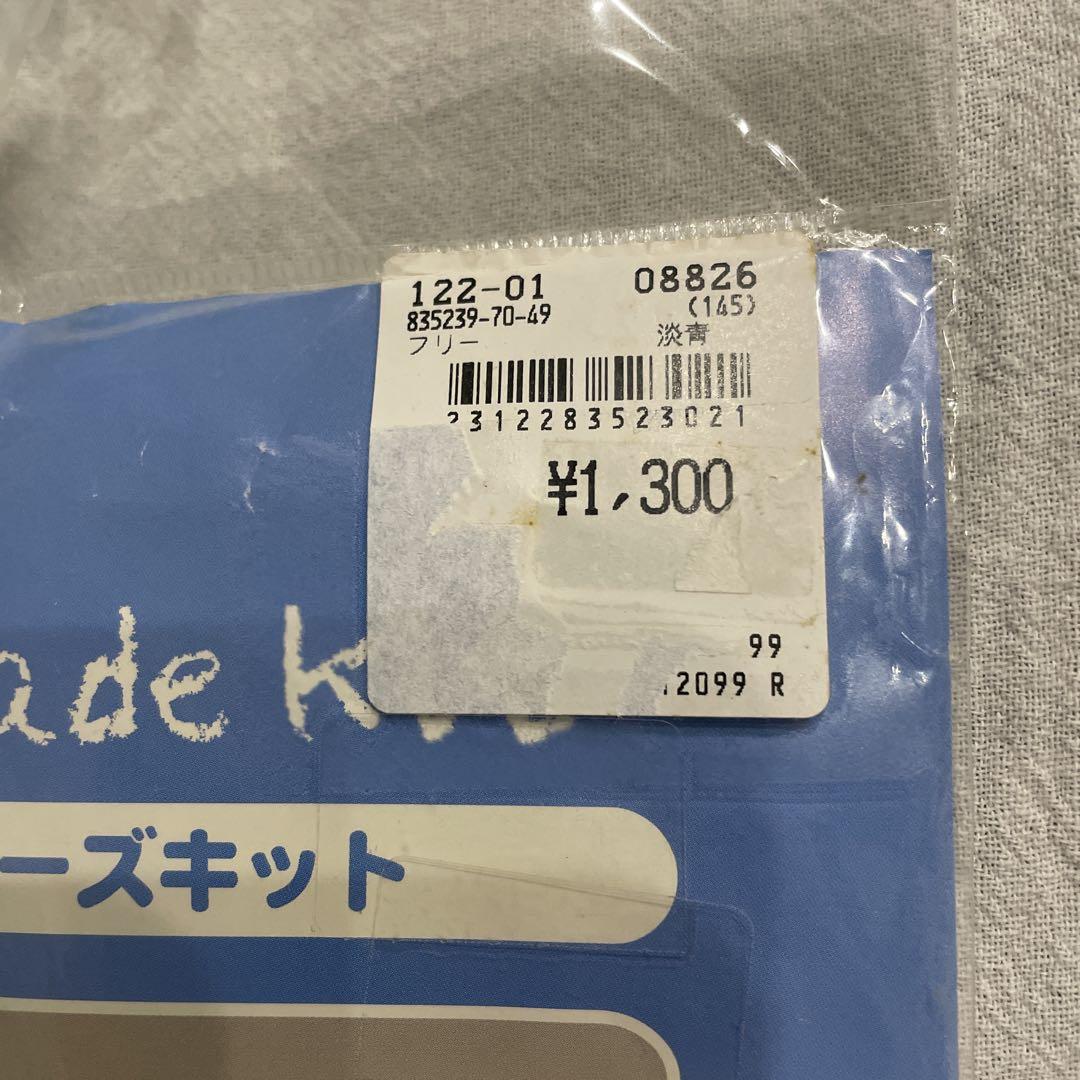 122-01 08826
835239-70-49 (145)
フリー 淡青
2312283523021
¥1,300
99
12099 R
ade Kit
ーズキット